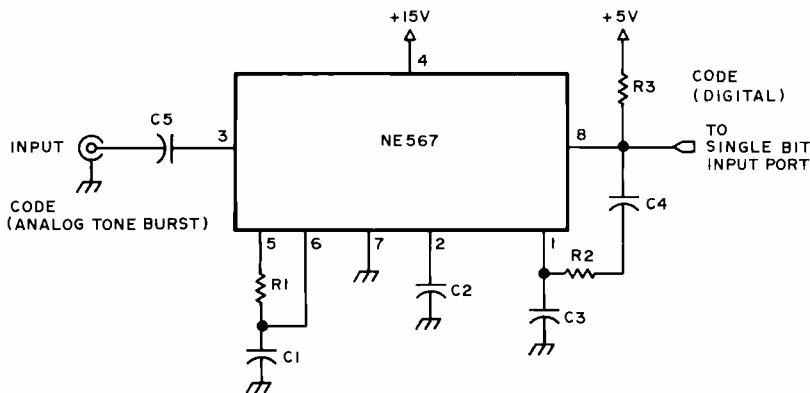 +15V
+5V
4
R3
CODE
(DIGITAL)
C5
3
NE567
8
INPUT
TO
SINGLE BIT
INPUT PORT
CODE
(ANALOG TONE BURST)
C4
5
6
7
2
1
R1
R2
C2
C3
C1